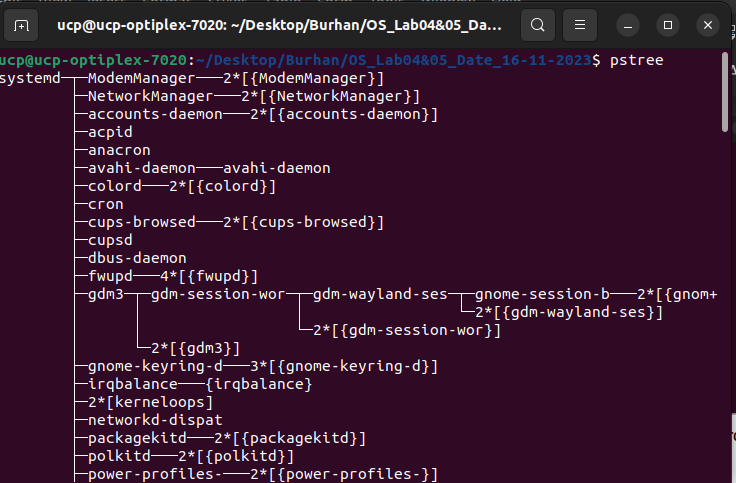 ucp@ucp-optiplex-7020: ~/Desktop/Burhan/OS_Lab04&05_Da...
ucp@ucp-optiplex-7020:~/Desktop/Burhan/OS_Lab04&05_Date_16-11-2023$ pstree
systemd─┬─ModemManager───2*[{ModemManager}]
        ├─NetworkManager───2*[{NetworkManager}]
        ├─accounts-daemon───2*[{accounts-daemon}]
        ├─acpid
        ├─anacron
        ├─avahi-daemon───avahi-daemon
        ├─colord───2*[{colord}]
        ├─cron
        ├─cups-browsed───2*[{cups-browsed}]
        ├─cupsd
        ├─dbus-daemon
        ├─fwupd───4*[{fwupd}]
        ├─gdm3─┬─gdm-session-wor─┬─gdm-wayland-ses─┬─gnome-session-b───2*[{gnom+
        │      │                 │                 └─2*[{gdm-wayland-ses}]
        │      │                 └─2*[{gdm-session-wor}]
        │      └─2*[{gdm3}]
        ├─gnome-keyring-d───3*[{gnome-keyring-d}]
        ├─irqbalance───{irqbalance}
        ├─2*[kerneloops]
        ├─networkd-dispat
        ├─packagekitd───2*[{packagekitd}]
        ├─polkitd───2*[{polkitd}]
        ├─power-profiles-───2*[{power-profiles-}]